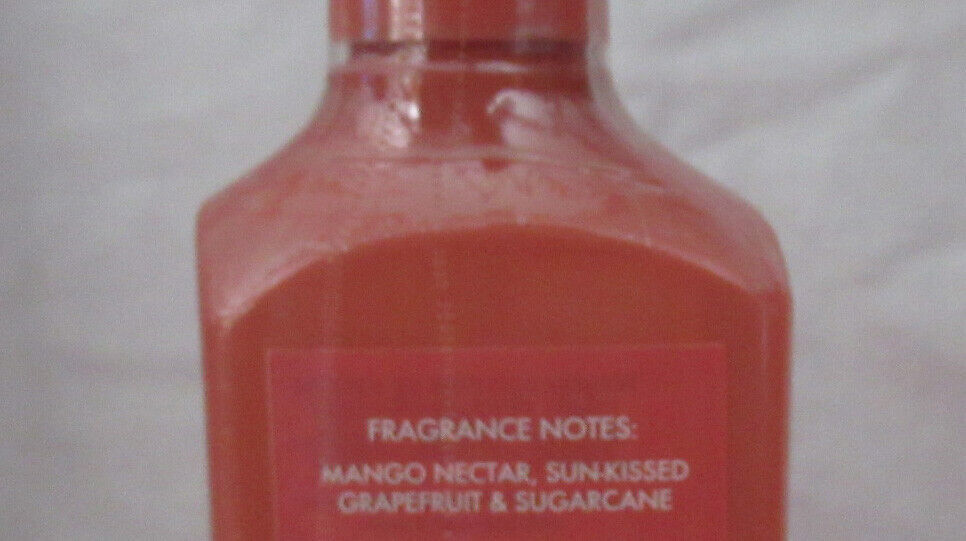 FRAGRANCE NOTES:
MANGO NECTAR, SUN-KISSED
GRAPEFRUIT & SUGARCANE